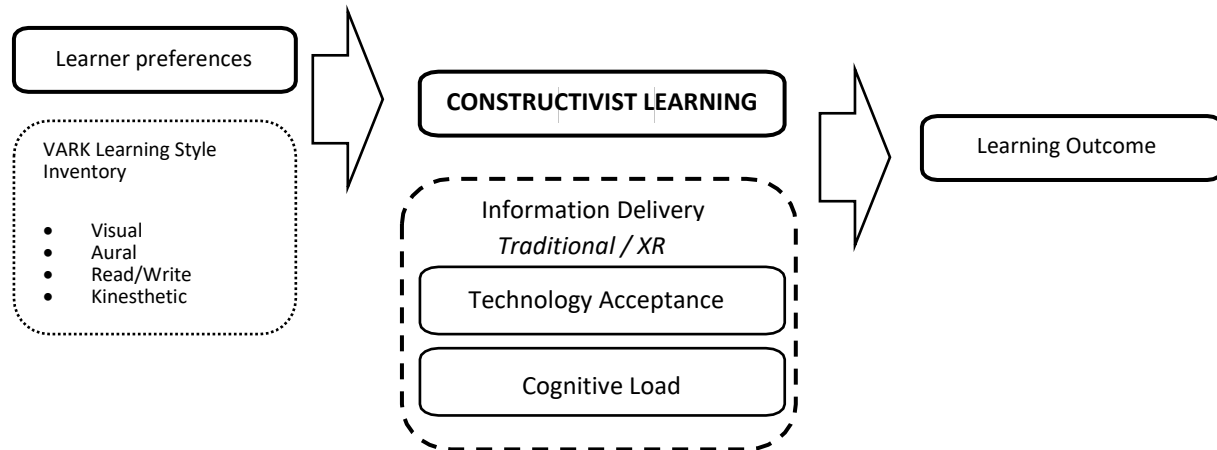 Learner preferences
VARK Learning Style
Inventory
• Visual
• Aural
• Read/Write
• Kinesthetic
CONSTRUCTIVIST LEARNING
Information Delivery
Traditional / XR
Technology Acceptance
Cognitive Load
Learning Outcome